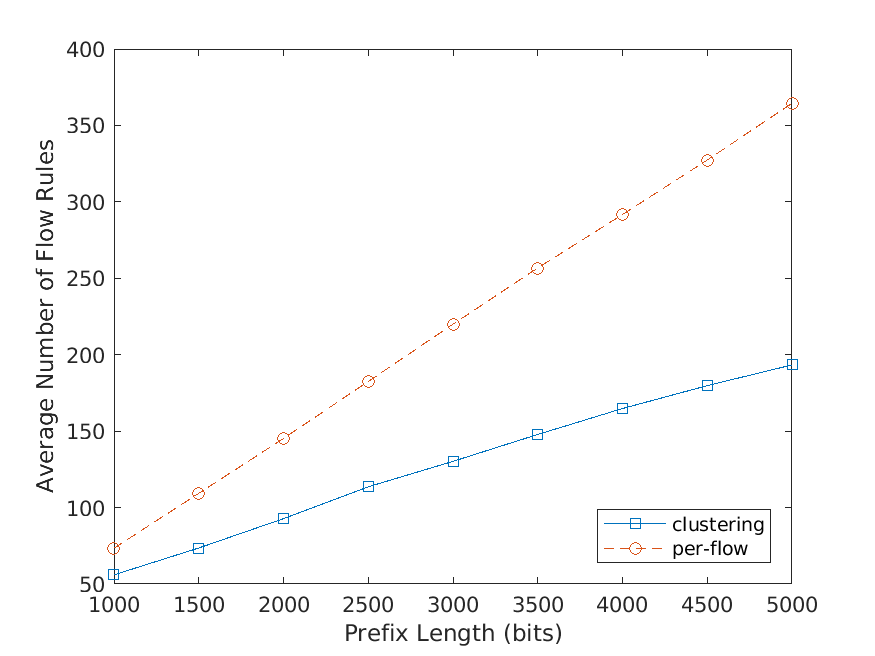 400
350
300
250
200
150
100
50
Average Number of Flow Rules
clustering
per-flow
1000 1500 2000 2500 3000 3500 4000 4500 5000
Prefix Length (bits)